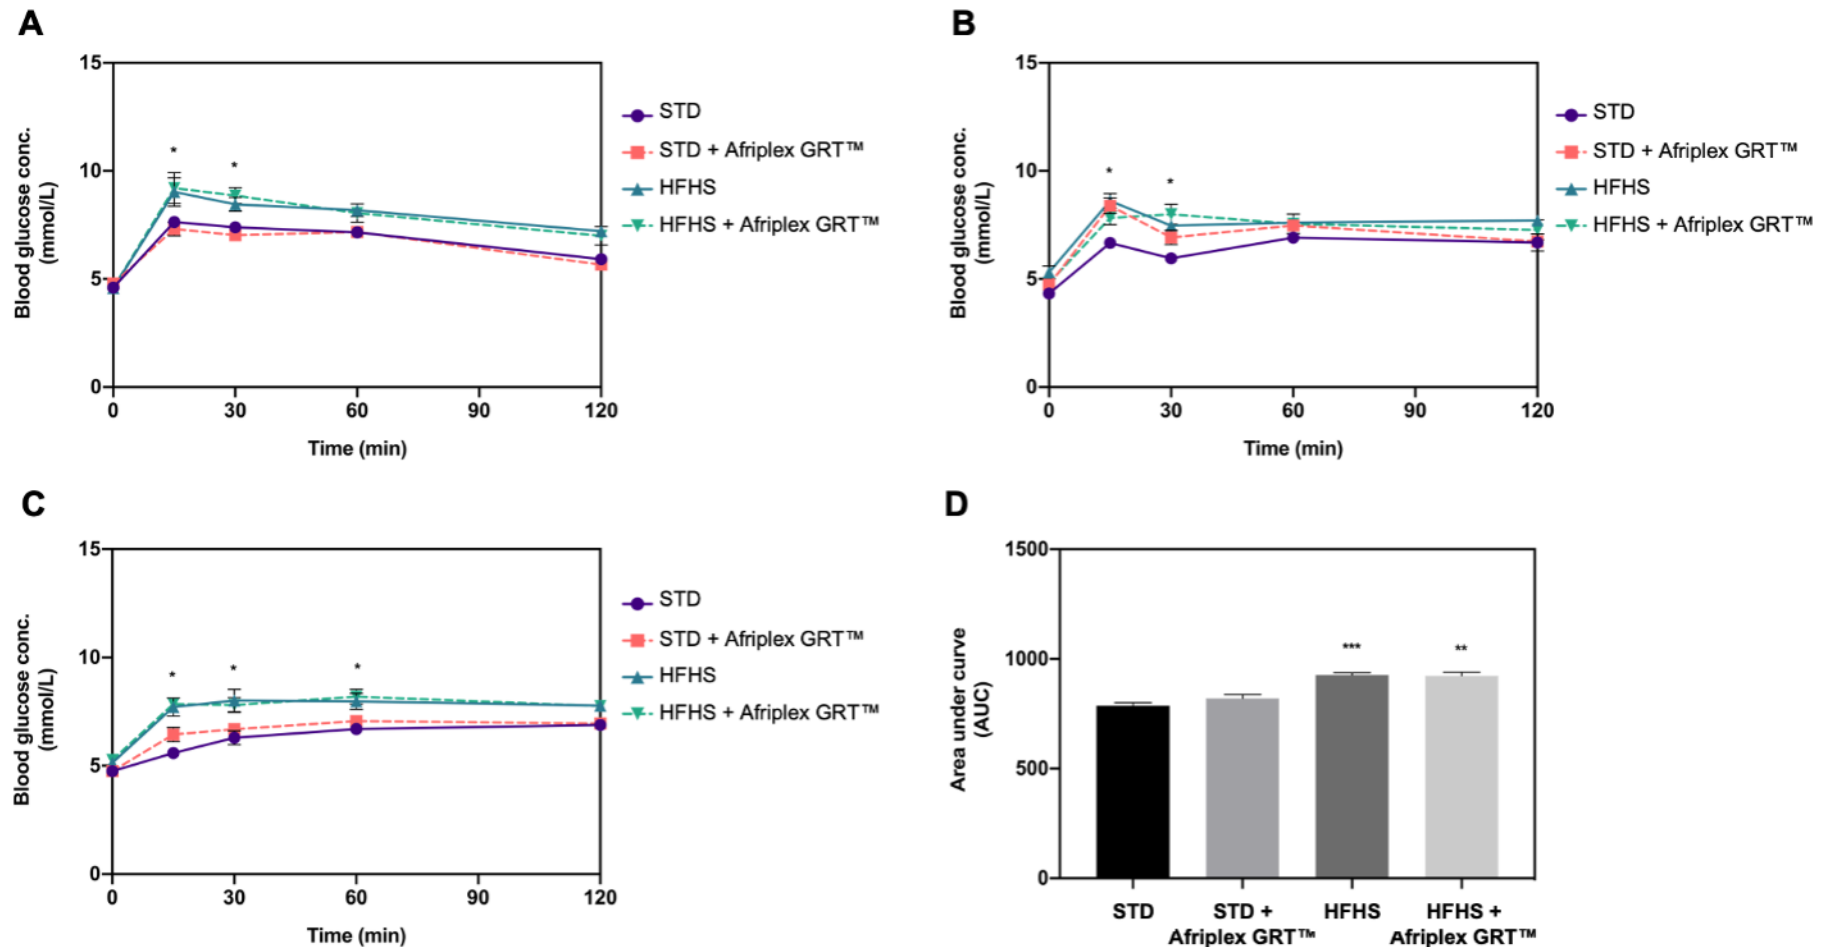 A
15
10
5
0
Blood glucose conc.
(mmol/L)
*
*
0 30 60 90 120
Time (min)
STD
STD + Afriplex GRT™
HFHS
HFHS + Afriplex GRT™
B
15
10
5
0
Blood glucose conc.
(mmol/L)
*
*
0 30 60 90 120
Time (min)
STD
STD + Afriplex GRT™
HFHS
HFHS + Afriplex GRT™
C
15
10
5
0
Blood glucose conc.
(mmol/L)
*
*
*
0 30 60 90 120
Time (min)
STD
STD + Afriplex GRT™
HFHS
HFHS + Afriplex GRT™
D
1500
1000
500
0
Area under curve
(AUC)
***
**
STD
STD +
Afriplex GRT™
HFHS
HFHS +
Afriplex GRT™